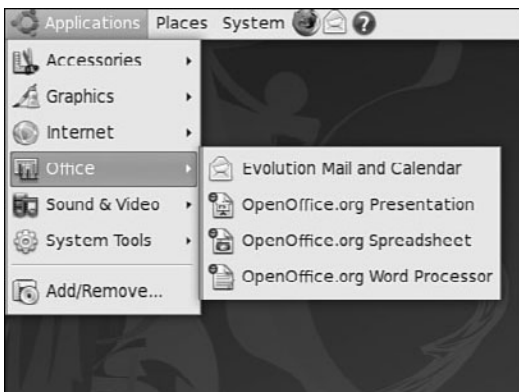 Applications Places System
Accessories
Graphics
Internet
Office
Sound & Video
System Tools
Add/Remove...
Evolution Mail and Calendar
OpenOffice.org Presentation
OpenOffice.org Spreadsheet
OpenOffice.org Word Processor